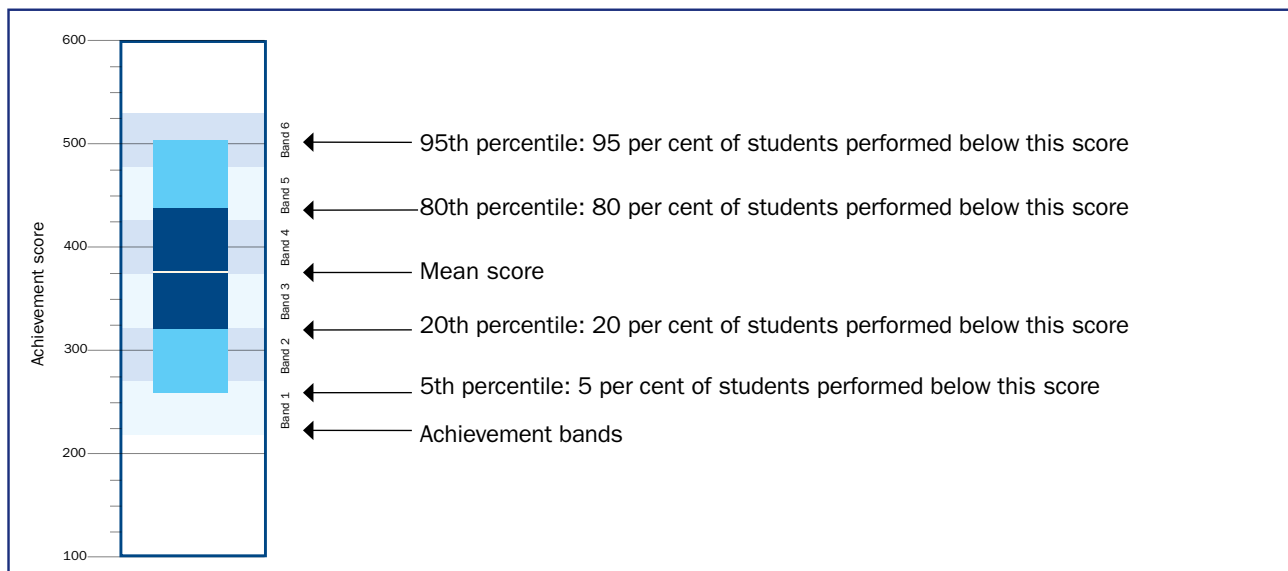 600
500
400
300
200
100
Achievement score
Band 6
Band 5
Band 4
Band 3
Band 2
Band 1
95th percentile: 95 per cent of students performed below this score
80th percentile: 80 per cent of students performed below this score
Mean score
20th percentile: 20 per cent of students performed below this score
5th percentile: 5 per cent of students performed below this score
Achievement bands